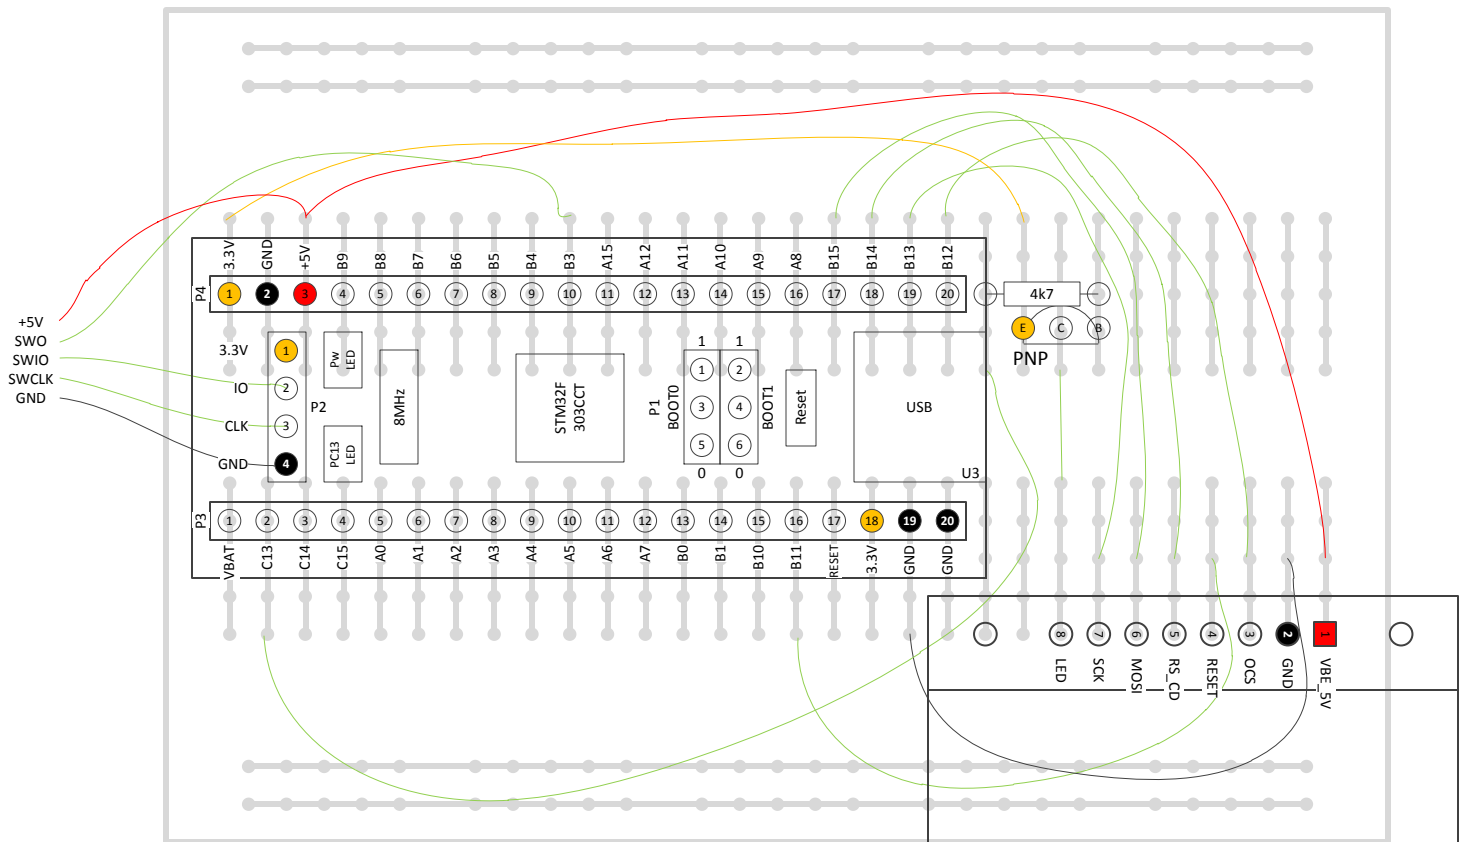 3.3V
GND
+5V
B9
B8
B7
B6
B5
B4
B3
A15
A12
A11
A10
A9
A8
B15
B14
B13
B12
P4
1 2 3 4 5 6 7 8 9 10 11 12 13 14 15 16 17 18 19 20
4k7
E C B
PNP
+5V
SWO
SWIO
SWCLK
GND
3.3V
IO
CLK
GND
1
2
3
4
P2
Pw
LED
PC13
LED
8MHz
STM32F
303CCT
P1
BOOT0
BOOT1
1 1
1 2
3 4
5 6
0 0
Reset
USB
U3
P3
1 2 3 4 5 6 7 8 9 10 11 12 13 14 15 16 17 18 19 20
VBAT
C13
C14
C15
A0
A1
A2
A3
A4
A5
A6
A7
B0
B1
B10
B11
RESET
3.3V
GND
GND
8 7 6 5 4 3 2 1
LED
SCK
MOSI
RS_CD
RESET
OCS
GND
VBE_5V